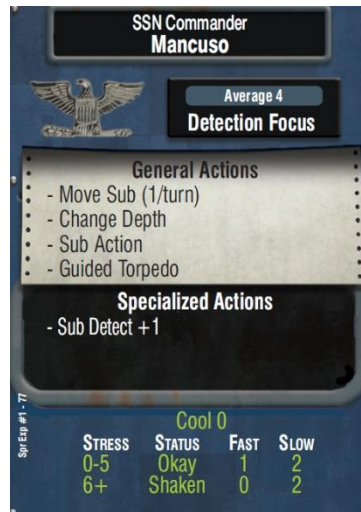 SSN Commander
Mancuso
Average 4
Detection Focus
General Actions
- Move Sub (1/turn)
- Change Depth
- Sub Action
- Guided Torpedo
Specialized Actions
- Sub Detect +1
Spr Exp #1 - 77
Cool 0
STRESS STATUS FAST SLOW
0-5 Okay 1 2
6+ Shaken 0 2